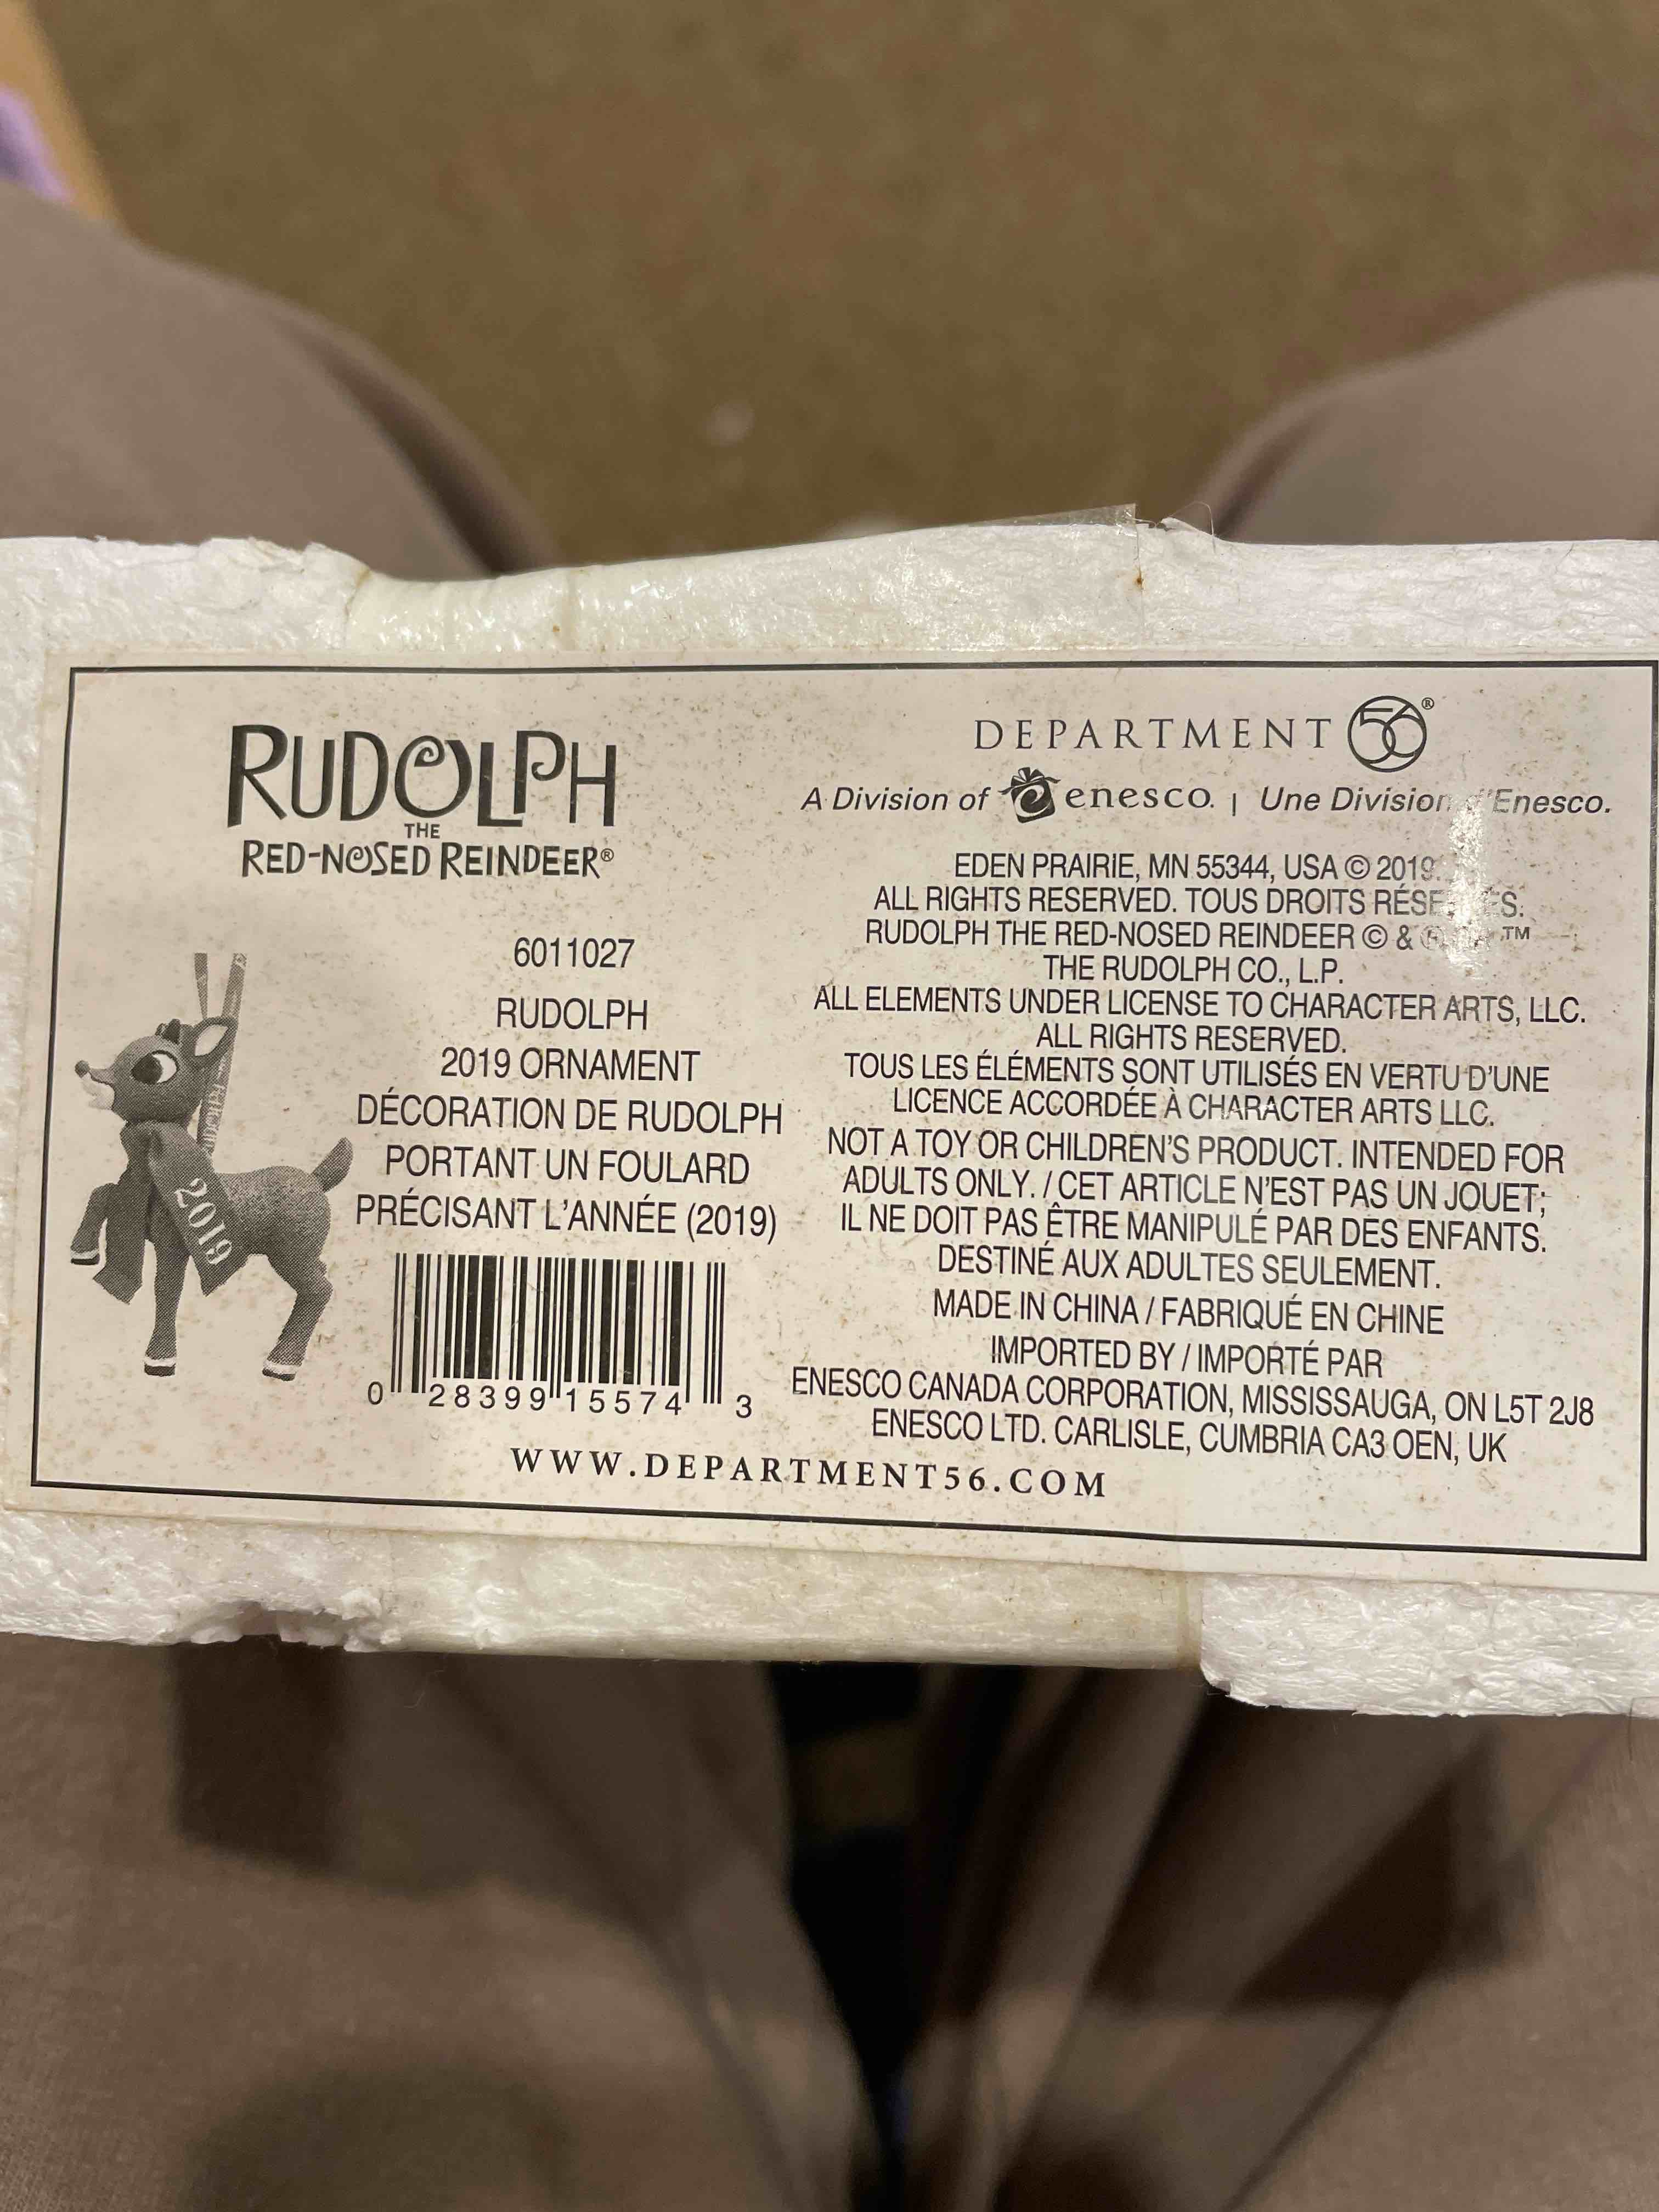 RUDOLPH
THE
RED-NOSED REINDEER®
6011027
RUDOLPH
2019 ORNAMENT
DÉCORATION DE RUDOLPH
PORTANT UN FOULARD
PRÉCISANT L'ANNÉE (2019)
2019
0 28399 15574 3
DEPARTMENT 56®
A Division of enesco. | Une Division d'Enesco.
EDEN PRAIRIE, MN 55344, USA © 2019.
ALL RIGHTS RESERVED. TOUS DROITS
RUDOLPH THE RED-NOSED REINDEER © & ™
THE RUDOLPH CO., L.P.
ALL ELEMENTS UNDER LICENSE TO CHARACTER ARTS, LLC.
ALL RIGHTS RESERVED.
TOUS LES ÉLÉMENTS SONT UTILISÉS EN VERTU D'UNE
LICENCE ACCORDÉE À CHARACTER ARTS LLC.
NOT A TOY OR CHILDREN'S PRODUCT. INTENDED FOR
ADULTS ONLY. / CET ARTICLE N'EST PAS UN JOUET;
IL NE DOIT PAS ÊTRE MANIPULÉ PAR DES ENFANTS.
DESTINÉ AUX ADULTES SEULEMENT.
MADE IN CHINA / FABRIQUÉ EN CHINE
IMPORTED BY / IMPORTÉ PAR
ENESCO CANADA CORPORATION, MISSISSAUGA, ON L5T 2J8
ENESCO LTD. CARLISLE, CUMBRIA CA3 OEN, UK
WWW.DEPARTMENT56.COM